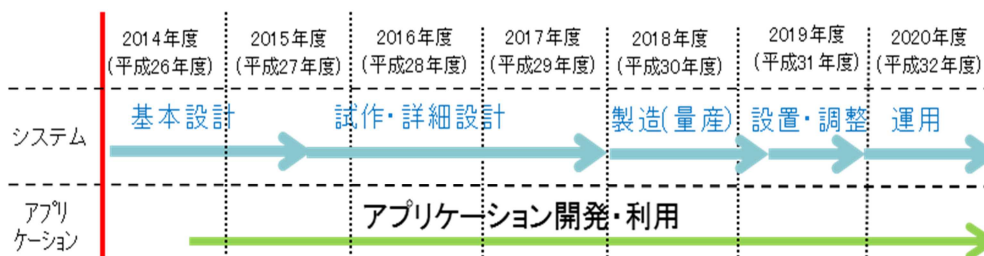 2014年度 2015年度 2016年度 2017年度 2018年度 2019年度 2020年度
(平成26年度) (平成27年度) (平成28年度) (平成29年度) (平成30年度) (平成31年度) (平成32年度)
システム 基本設計 試作・詳細設計 製造(量産) 設置・調整 運用
アプリ
ケーション
アプリケーション開発・利用